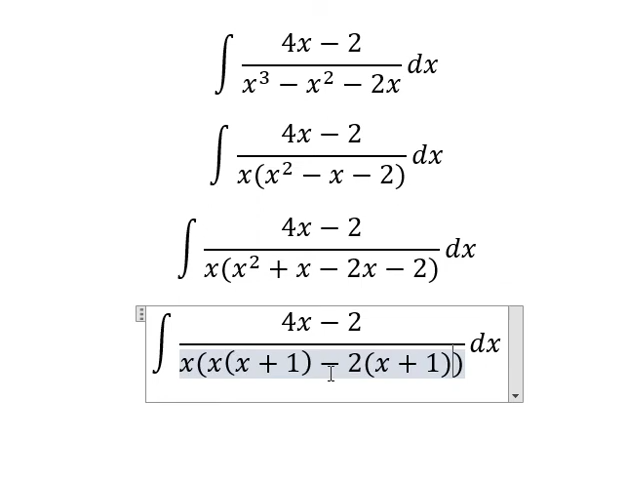 ∫ (4x − 2)/(x³ − x² − 2x) dx
∫ (4x − 2)/(x(x² − x − 2)) dx
∫ (4x − 2)/(x(x² + x − 2x − 2)) dx
∫ (4x − 2)/(x(x(x + 1) − 2(x + 1))) dx